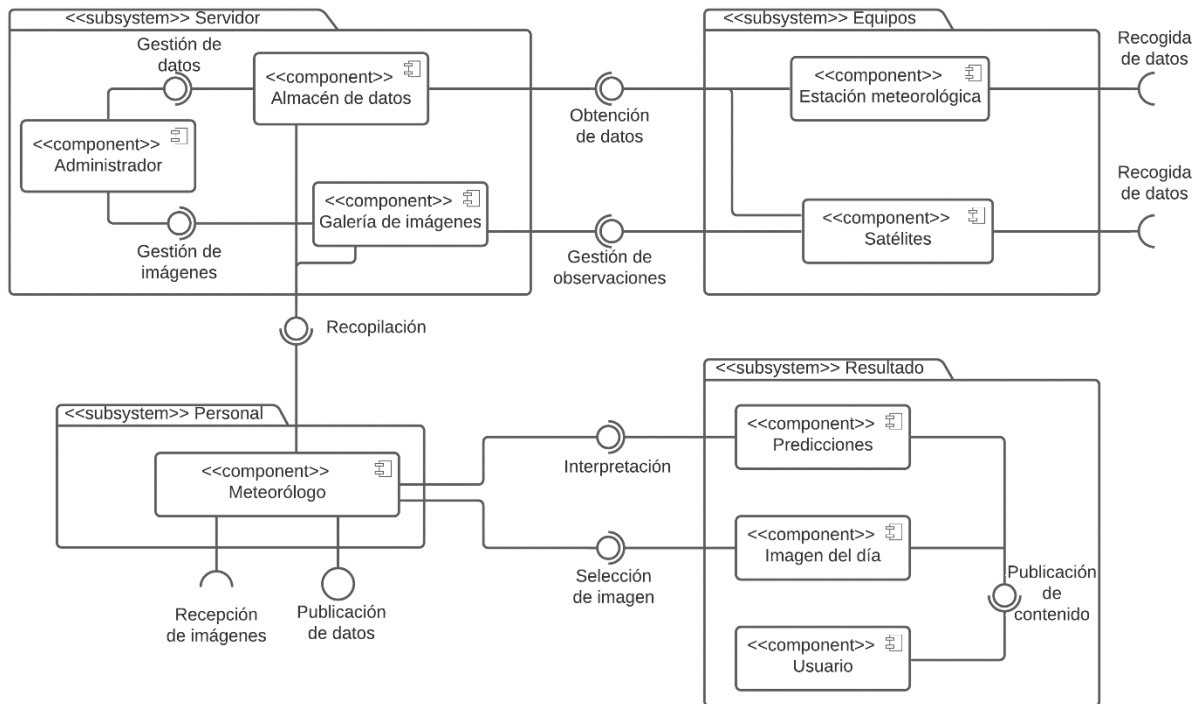 <<subsystem>> Servidor
Gestión de
datos
<<component>>
Almacén de datos
<<component>>
Administrador
<<component>>
Galería de imágenes
Gestión de
imágenes
Obtención
de datos
Gestión de
observaciones
<<subsystem>> Equipos
<<component>>
Estación meteorológica
<<component>>
Satélites
Recogida
de datos
Recogida
de datos
Recopilación
<<subsystem>> Personal
<<component>>
Meteorólogo
Recepción
de imágenes
Publicación
de datos
Interpretación
Selección
de imagen
<<subsystem>> Resultado
<<component>>
Predicciones
<<component>>
Imagen del día
Publicación
de
contenido
<<component>>
Usuario